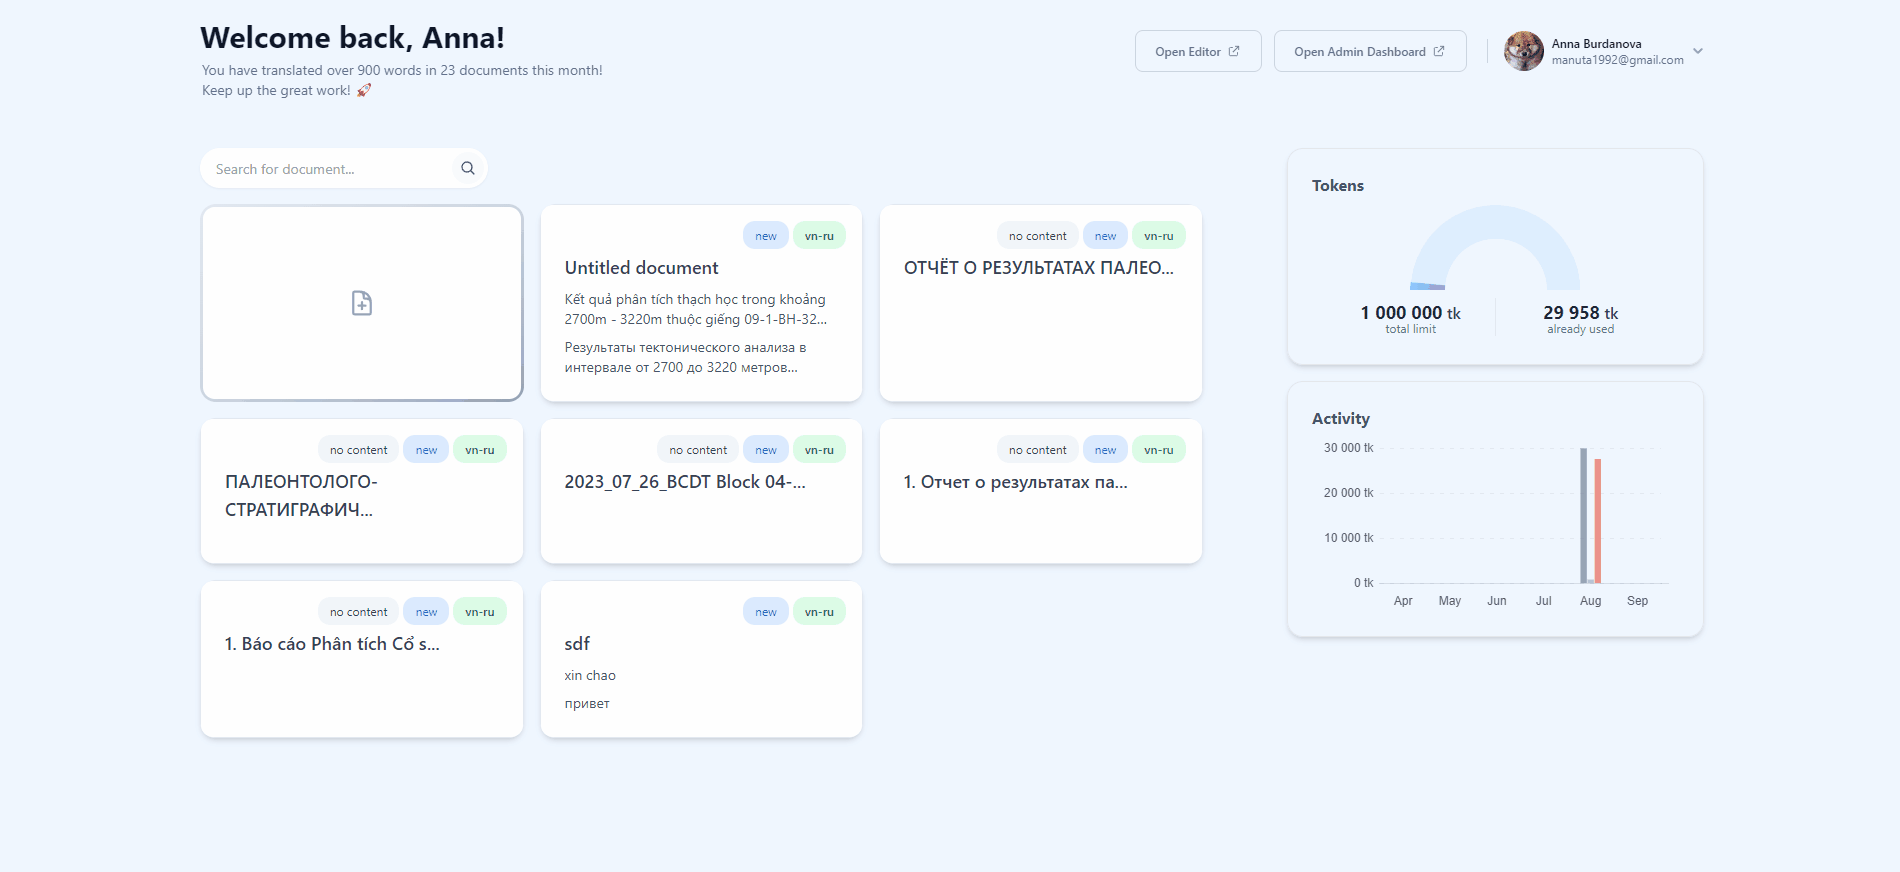 Welcome back, Anna!
You have translated over 900 words in 23 documents this month!
Keep up the great work! 🚀
Open Editor
Open Admin Dashboard
Anna Burdanova
manuta1992@gmail.com
Search for document...
new
vn-ru
Untitled document
Kết quả phân tích thạch học trong khoảng
2700m - 3220m thuộc giếng 09-1-BH-32...
Результаты тектонического анализа в
интервале от 2700 до 3220 метров...
no content
new
vn-ru
ОТЧЁТ О РЕЗУЛЬТАТАХ ПАЛЕО...
no content
new
vn-ru
ПАЛЕОНТОЛОГО-
СТРАТИГРАФИЧ...
no content
new
vn-ru
2023_07_26_BCDT Block 04-...
no content
new
vn-ru
1. Отчет о результатах па...
no content
new
vn-ru
1. Báo cáo Phân tích Cổ s...
new
vn-ru
sdf
xin chao
привет
Tokens
1 000 000 tk
total limit
29 958 tk
already used
Activity
30 000 tk
20 000 tk
10 000 tk
0 tk
Apr May Jun Jul Aug Sep